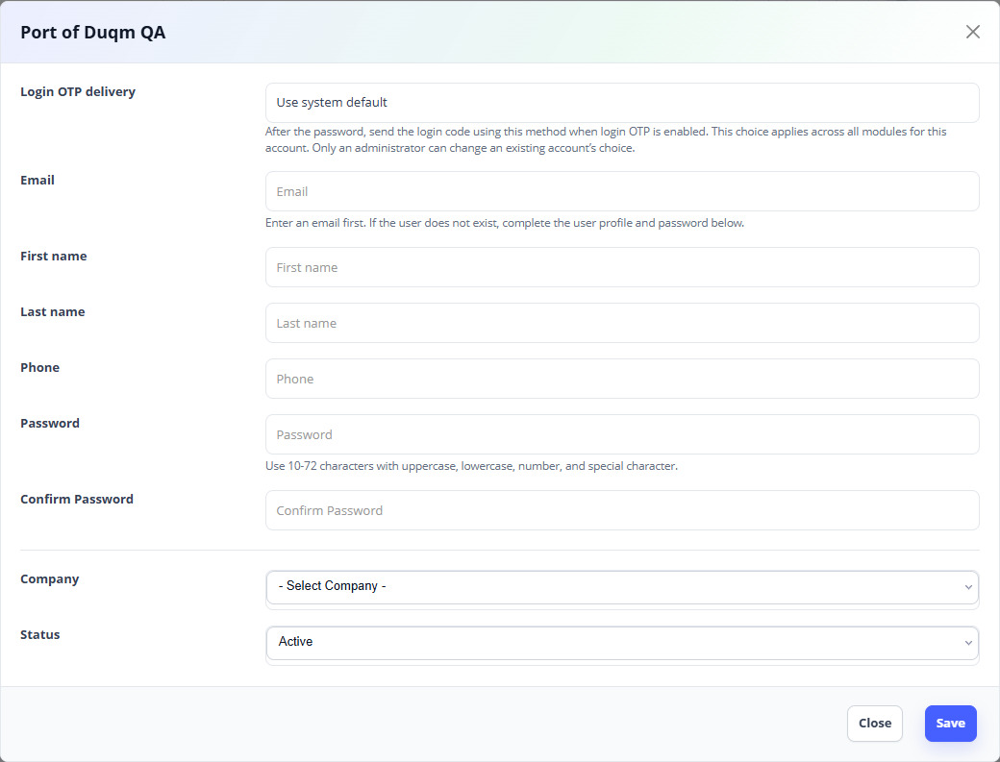 Port of Duqm QA
Login OTP delivery
Use system default
After the password, send the login code using this method when login OTP is enabled. This choice applies across all modules for this
account. Only an administrator can change an existing account’s choice.
Email
Email
Enter an email first. If the user does not exist, complete the user profile and password below.
First name
First name
Last name
Last name
Phone
Phone
Password
Password
Use 10-72 characters with uppercase, lowercase, number, and special character.
Confirm Password
Confirm Password
Company
- Select Company -
Status
Active
Close
Save